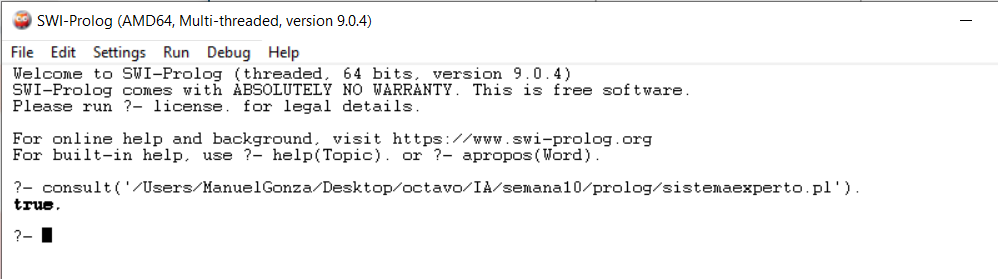 SWI-Prolog (AMD64, Multi-threaded, version 9.0.4)
File Edit Settings Run Debug Help
Welcome to SWI-Prolog (threaded, 64 bits, version 9.0.4)
SWI-Prolog comes with ABSOLUTELY NO WARRANTY. This is free software.
Please run ?- license. for legal details.
For online help and background, visit https://www.swi-prolog.org
For built-in help, use ?- help(Topic). or ?- apropos(Word).
?- consult('/Users/ManuelGonza/Desktop/octavo/IA/semana10/prolog/sistemaexperto.pl').
true.
?-